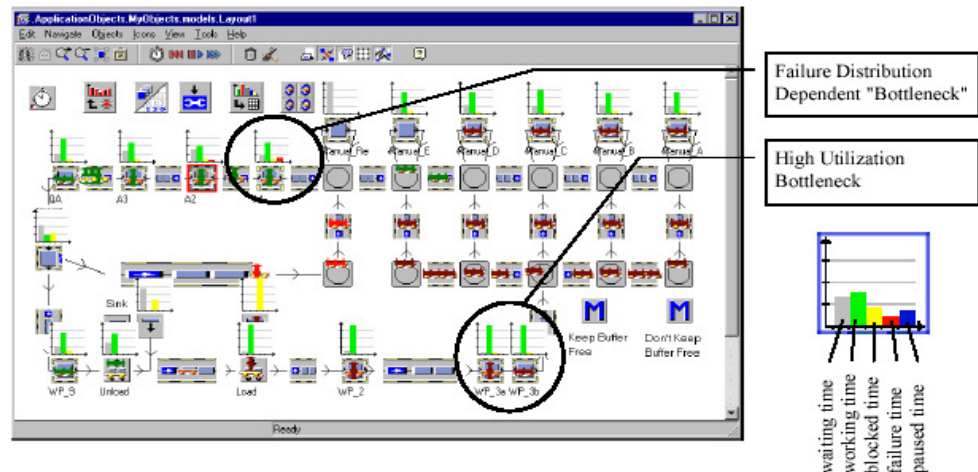 .ApplicationObjects.MyObjects.models.Layout1
Edit Navigate Objects Icons View Tools Help
Failure Distribution
Dependent "Bottleneck"
High Utilization
Bottleneck
Manual_Re Manual_E Manual_D Manual_C Manual_B Manual_A
QA A3 A2
Sink
M M
Keep Buffer
Free
Don't Keep
Buffer Free
WP_9 Unload Load WP_2 WP_3a WP_3b
Ready
waiting time
working time
blocked time
failure time
paused time